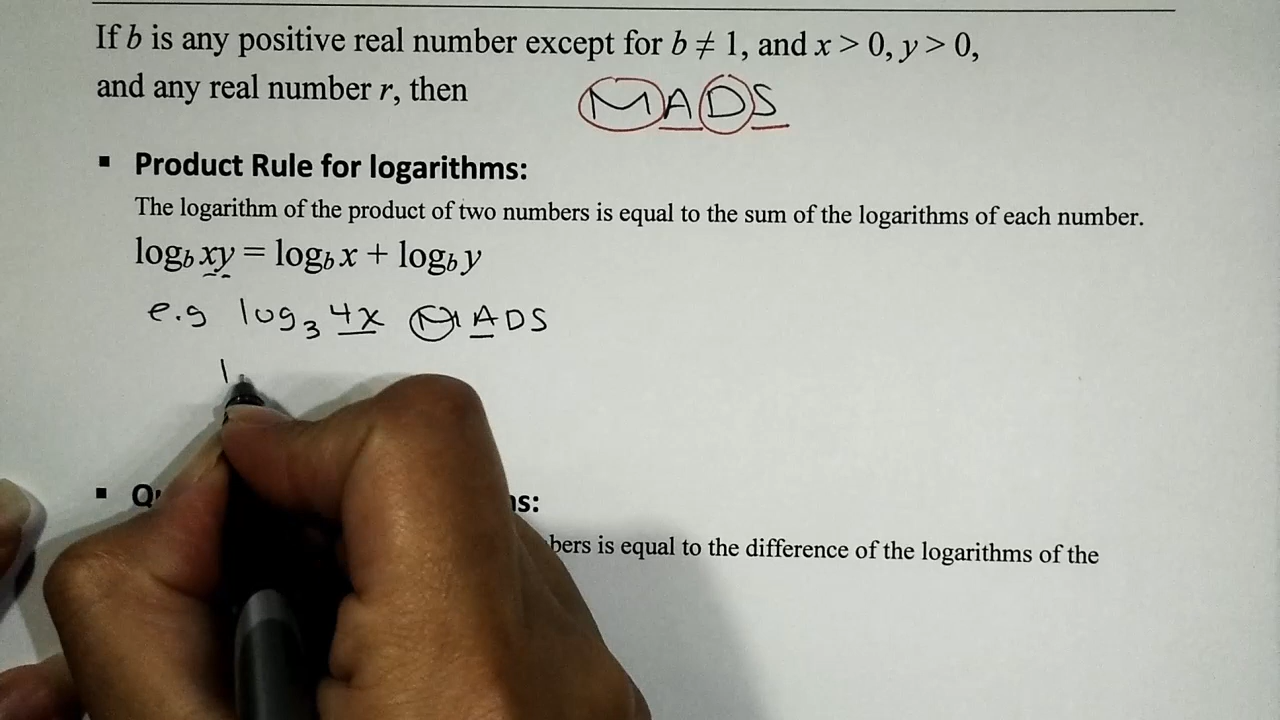 If b is any positive real number except for b ≠ 1, and x > 0, y > 0,
and any real number r, then
MADS
▪ Product Rule for logarithms:
The logarithm of the product of two numbers is equal to the sum of the logarithms of each number.
log_b xy = log_b x + log_b y
e.g log_3 4x MADS
▪
is equal to the difference of the logarithms of the